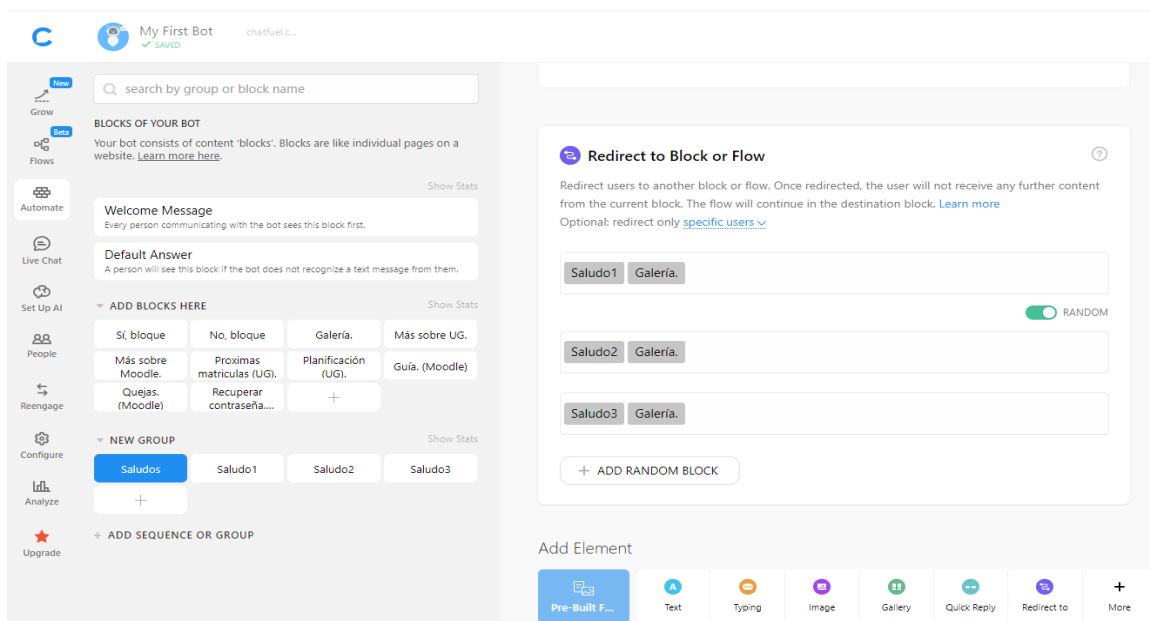 My First Bot
chatfuel.c...
SAVED
New
Grow
Beta
Flows
Automate
Live Chat
Set Up AI
People
Reengage
Configure
Analyze
Upgrade
search by group or block name
BLOCKS OF YOUR BOT
Your bot consists of content 'blocks'. Blocks are like individual pages on a
website. Learn more here.
Show Stats
Welcome Message
Every person communicating with the bot sees this block first.
Default Answer
A person will see this block if the bot does not recognize a text message from them.
ADD BLOCKS HERE
Show Stats
Sí, bloque
No, bloque
Galería.
Más sobre UG.
Más sobre
Moodle.
Proximas
matriculas (UG).
Planificación
(UG).
Guía. (Moodle)
Quejas.
(Moodle)
Recuperar
contraseña....
+
NEW GROUP
Show Stats
Saludos
Saludo1
Saludo2
Saludo3
+
+ ADD SEQUENCE OR GROUP
Redirect to Block or Flow
?
Redirect users to another block or flow. Once redirected, the user will not receive any further content
from the current block. The flow will continue in the destination block. Learn more
Optional: redirect only specific users
Saludo1 Galería.
RANDOM
Saludo2 Galería.
Saludo3 Galería.
+ ADD RANDOM BLOCK
Add Element
Pre-Built F...
A
Text
Typing
Image
Gallery
Quick Reply
Redirect to
+
More